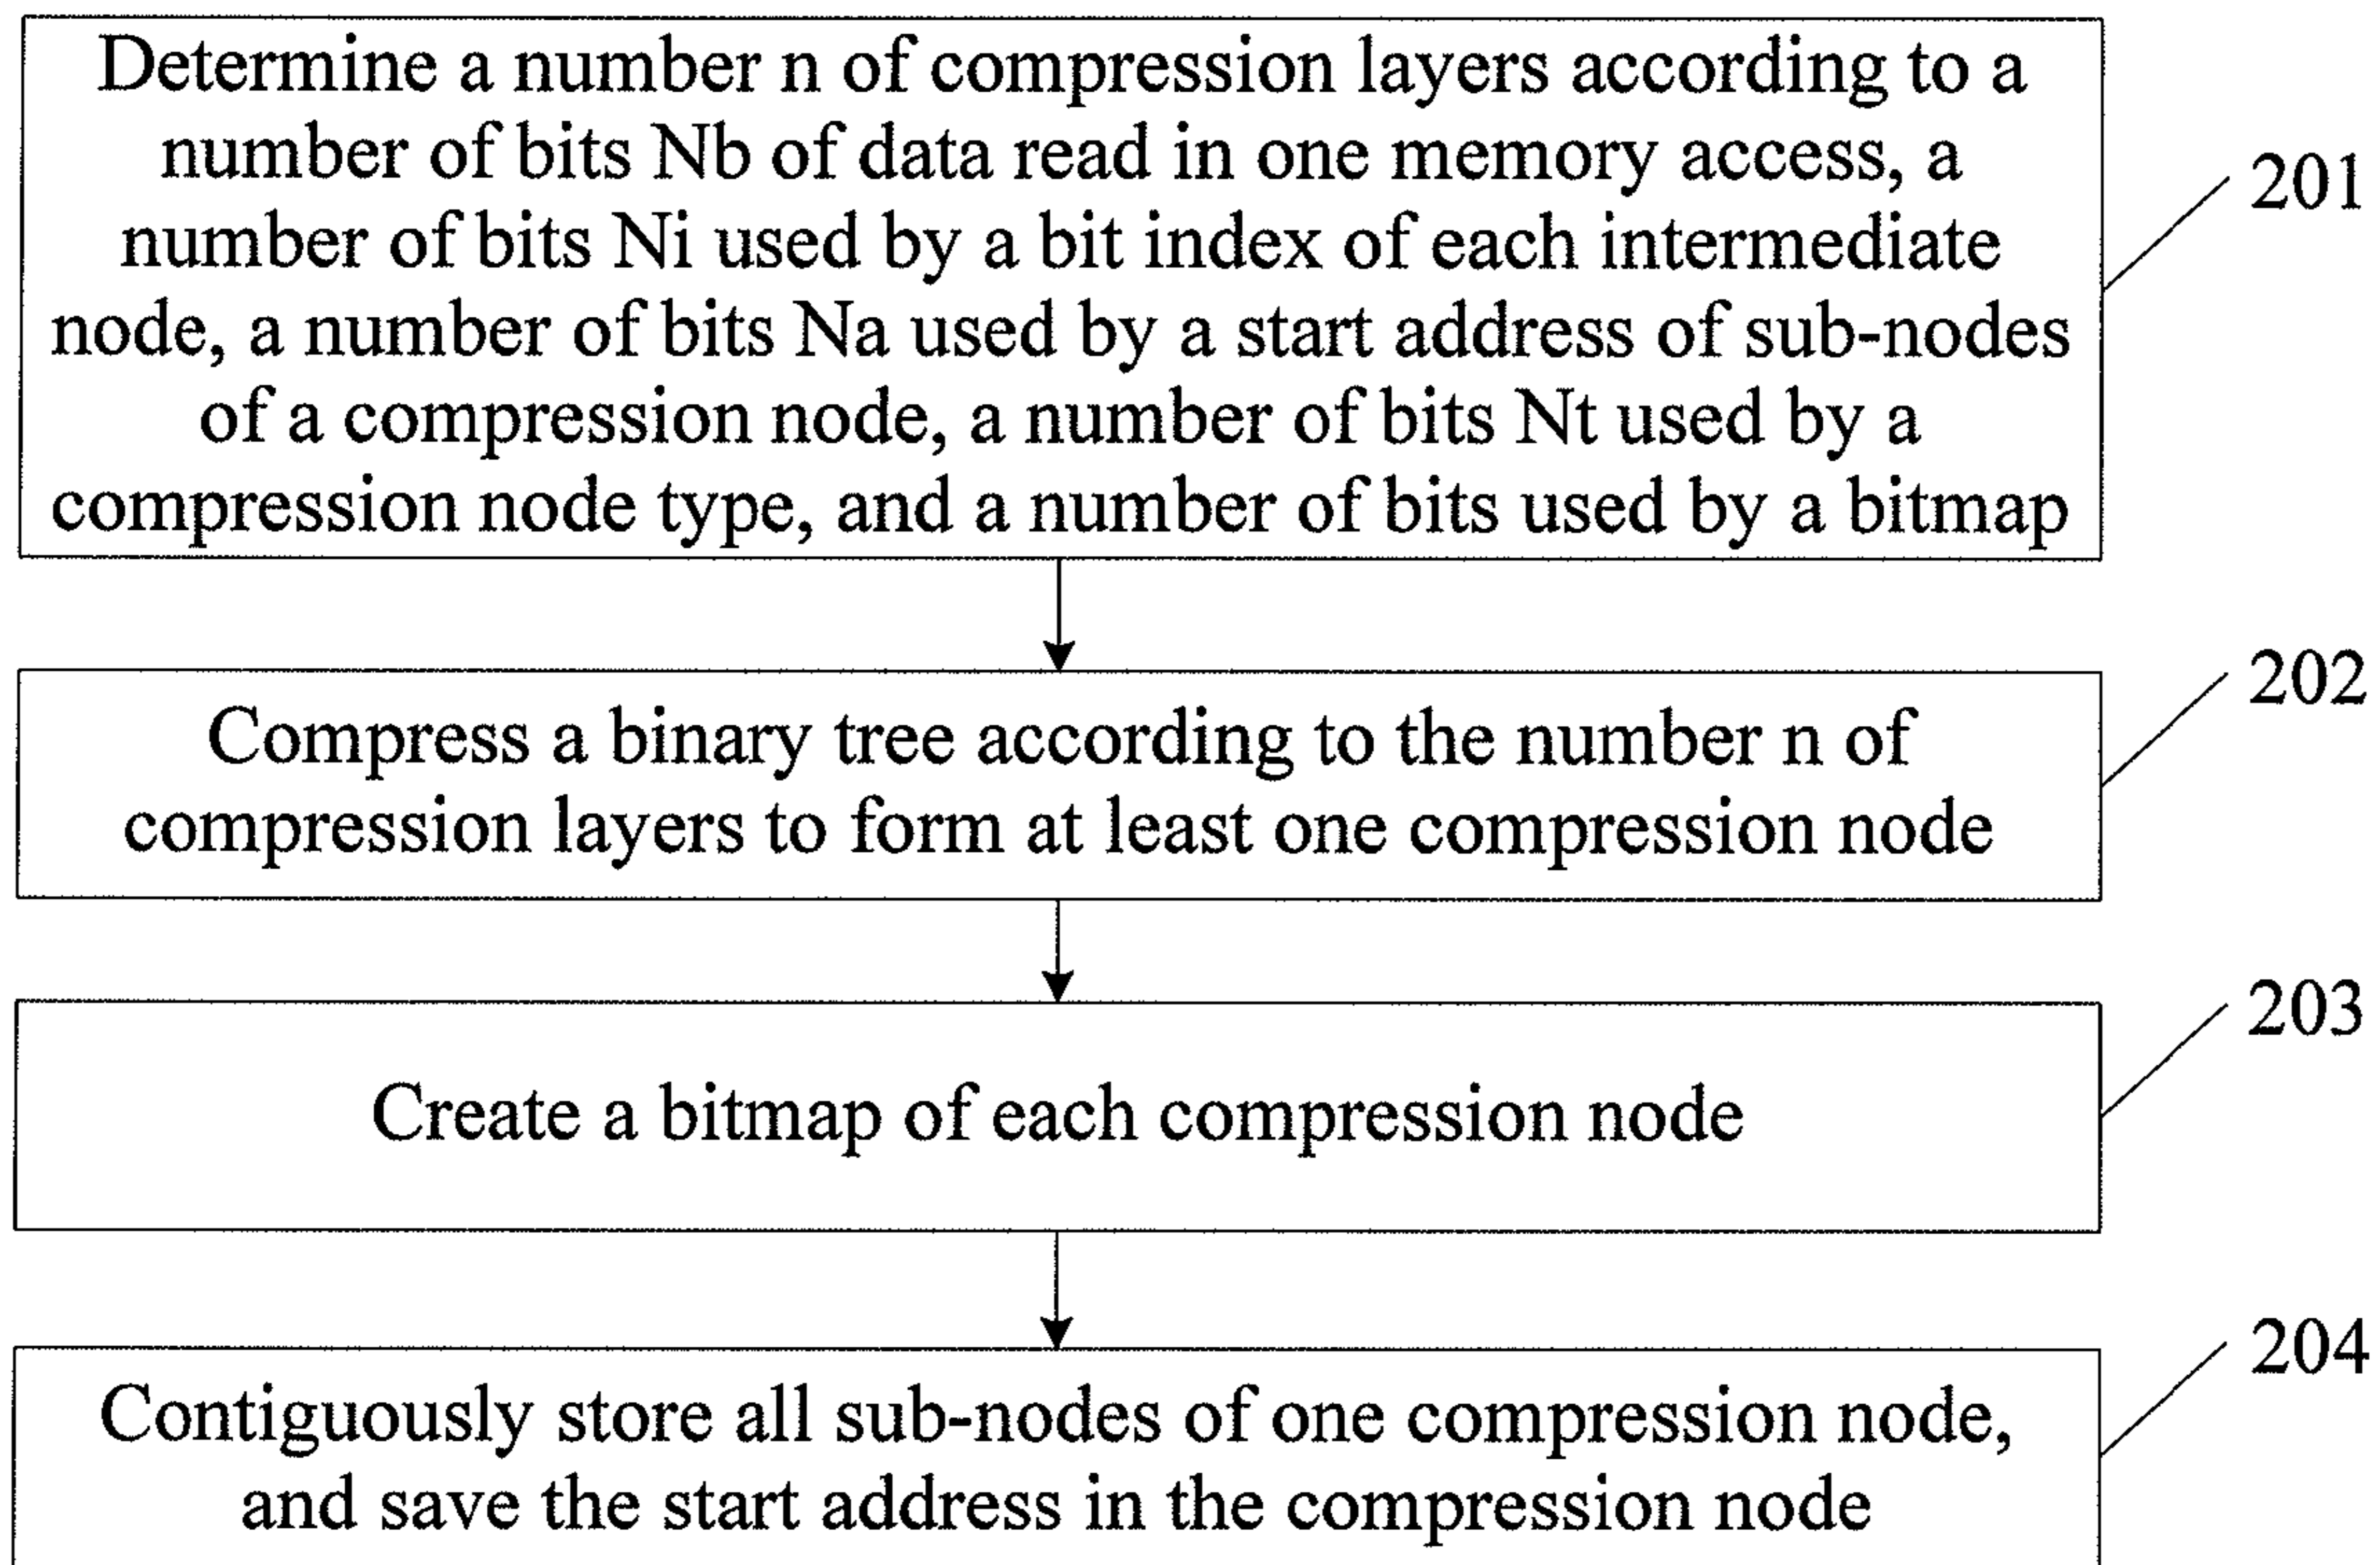 Determine a number n of compression layers according to a
number of bits Nb of data read in one memory access, a
number of bits Ni used by a bit index of each intermediate
node, a number of bits Na used by a start address of sub-nodes
of a compression node, a number of bits Nt used by a
compression node type, and a number of bits used by a bitmap
201
Compress a binary tree according to the number n of
compression layers to form at least one compression node
202
Create a bitmap of each compression node
203
Contiguously store all sub-nodes of one compression node,
and save the start address in the compression node
204